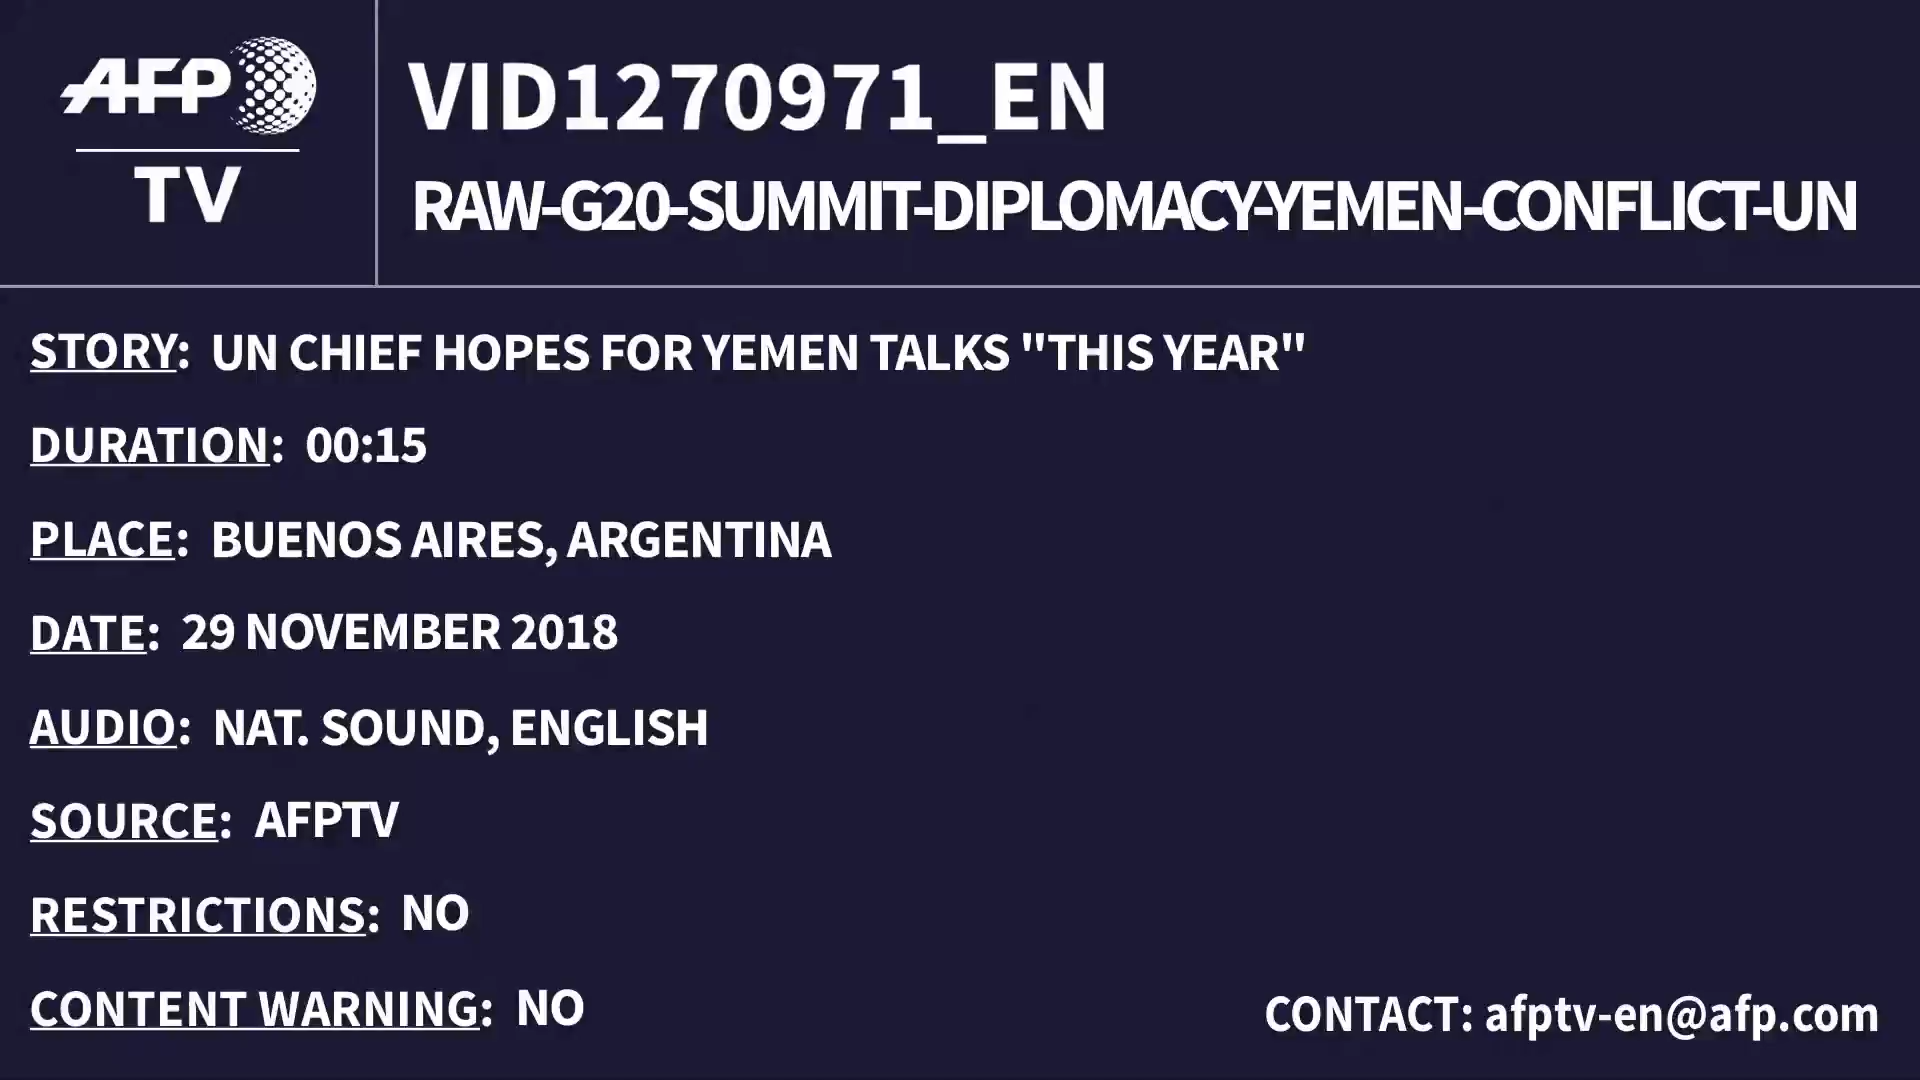 AFP
TV
VID1270971_EN
RAW-G20-SUMMIT-DIPLOMACY-YEMEN-CONFLICT-UN
STORY: UN CHIEF HOPES FOR YEMEN TALKS "THIS YEAR"
DURATION: 00:15
PLACE: BUENOS AIRES, ARGENTINA
DATE: 29 NOVEMBER 2018
AUDIO: NAT. SOUND, ENGLISH
SOURCE: AFPTV
RESTRICTIONS: NO
CONTENT WARNING: NO
CONTACT: afptv-en@afp.com